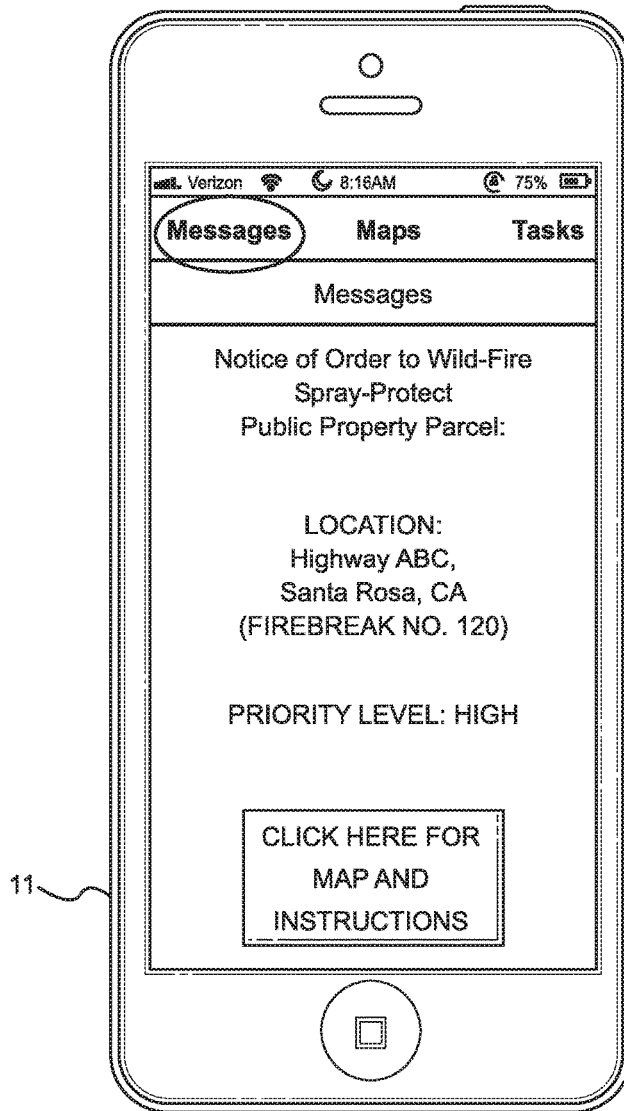 Verizon 8:16AM 75%
Messages Maps Tasks
Messages
Notice of Order to Wild-Fire
Spray-Protect
Public Property Parcel:
LOCATION:
Highway ABC,
Santa Rosa, CA
(FIREBREAK NO. 120)
PRIORITY LEVEL: HIGH
CLICK HERE FOR
MAP AND
INSTRUCTIONS
11